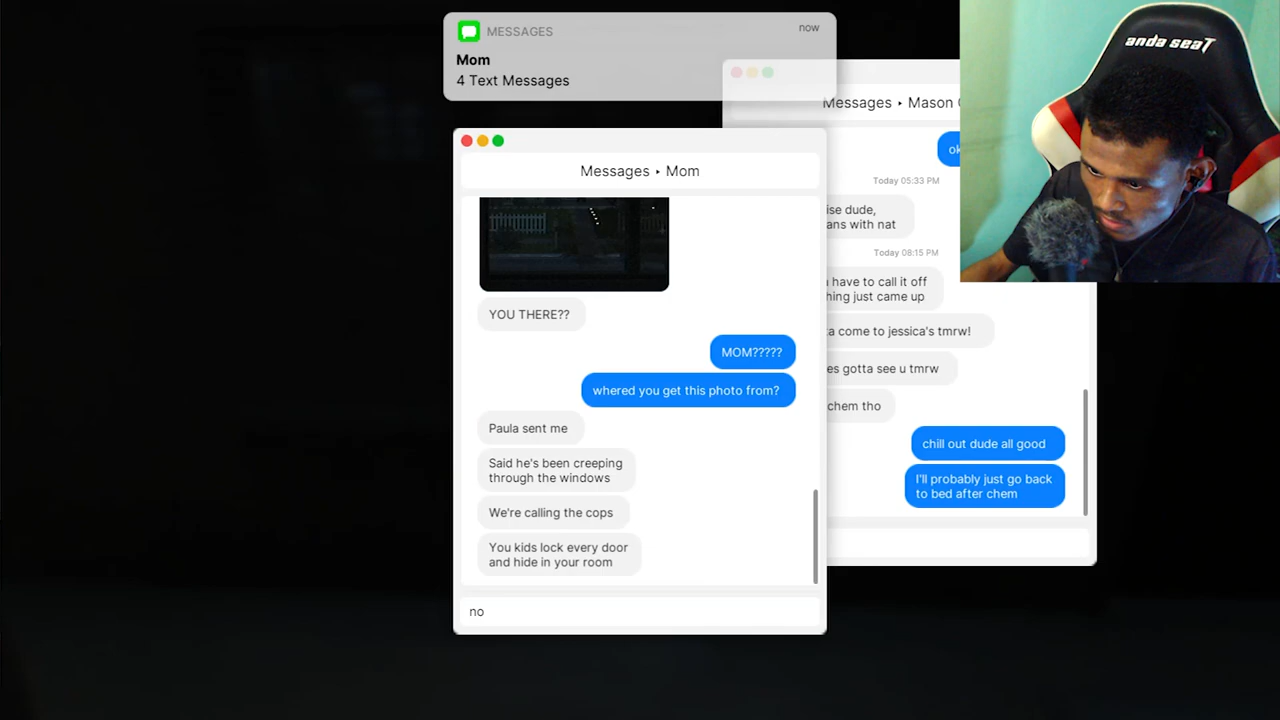 MESSAGES
now
Mom
4 Text Messages
Messages ‣ Mom
YOU THERE??
MOM?????
whered you get this photo from?
Paula sent me
Said he's been creeping
through the windows
We're calling the cops
You kids lock every door
and hide in your room
no
Messages ‣ Mason
Today 05:33 PM
dude,
with nat
Today 08:15 PM
have to call it off
just came up
come to jessica's tmrw!
gotta see u tmrw
chem tho
chill out dude all good
I'll probably just go back
to bed after chem
anda seaT